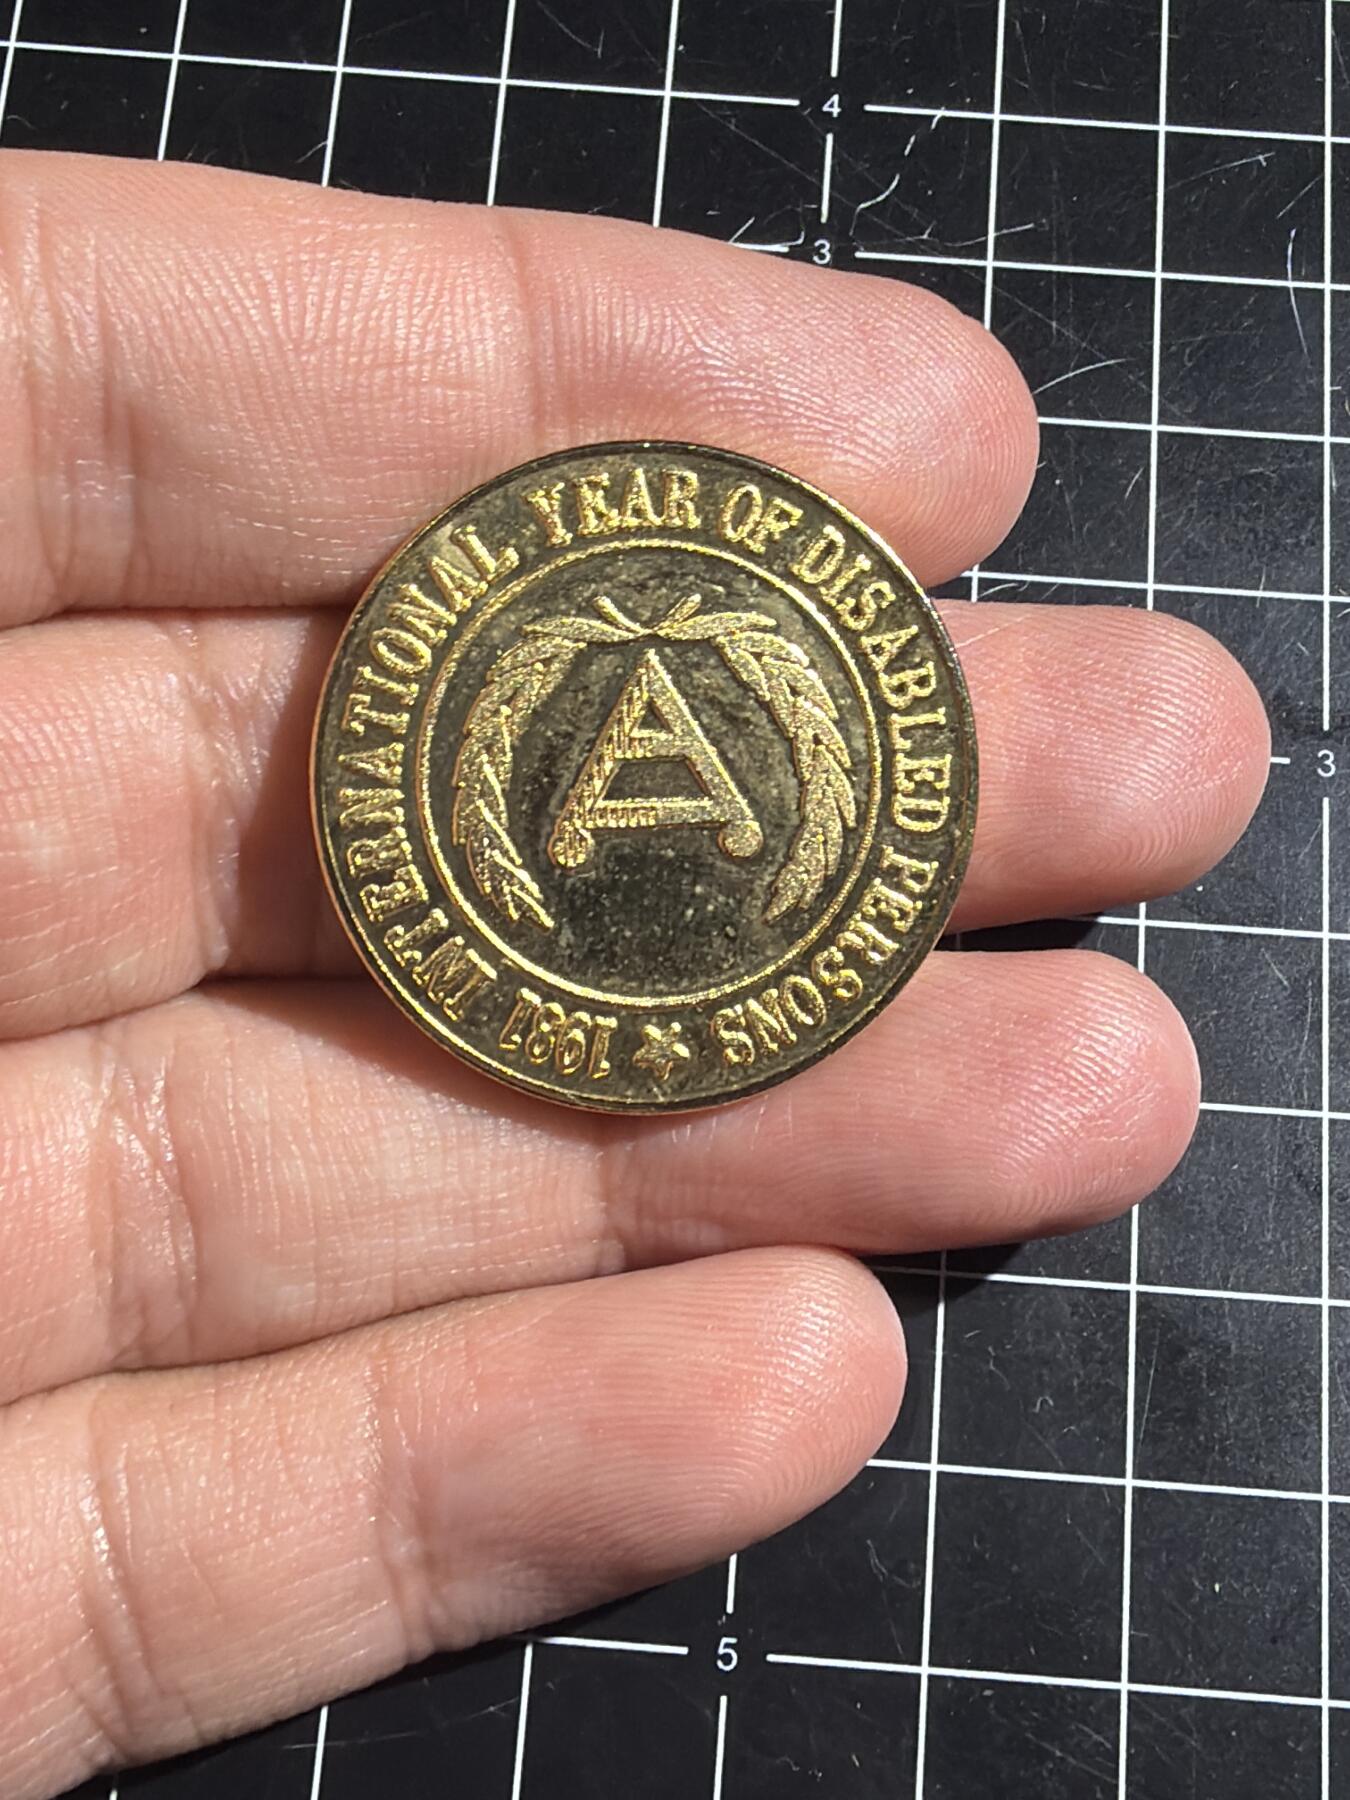 4
3
3
1981 INTERNATIONAL YEAR OF DISABLED PERSONS
A
5